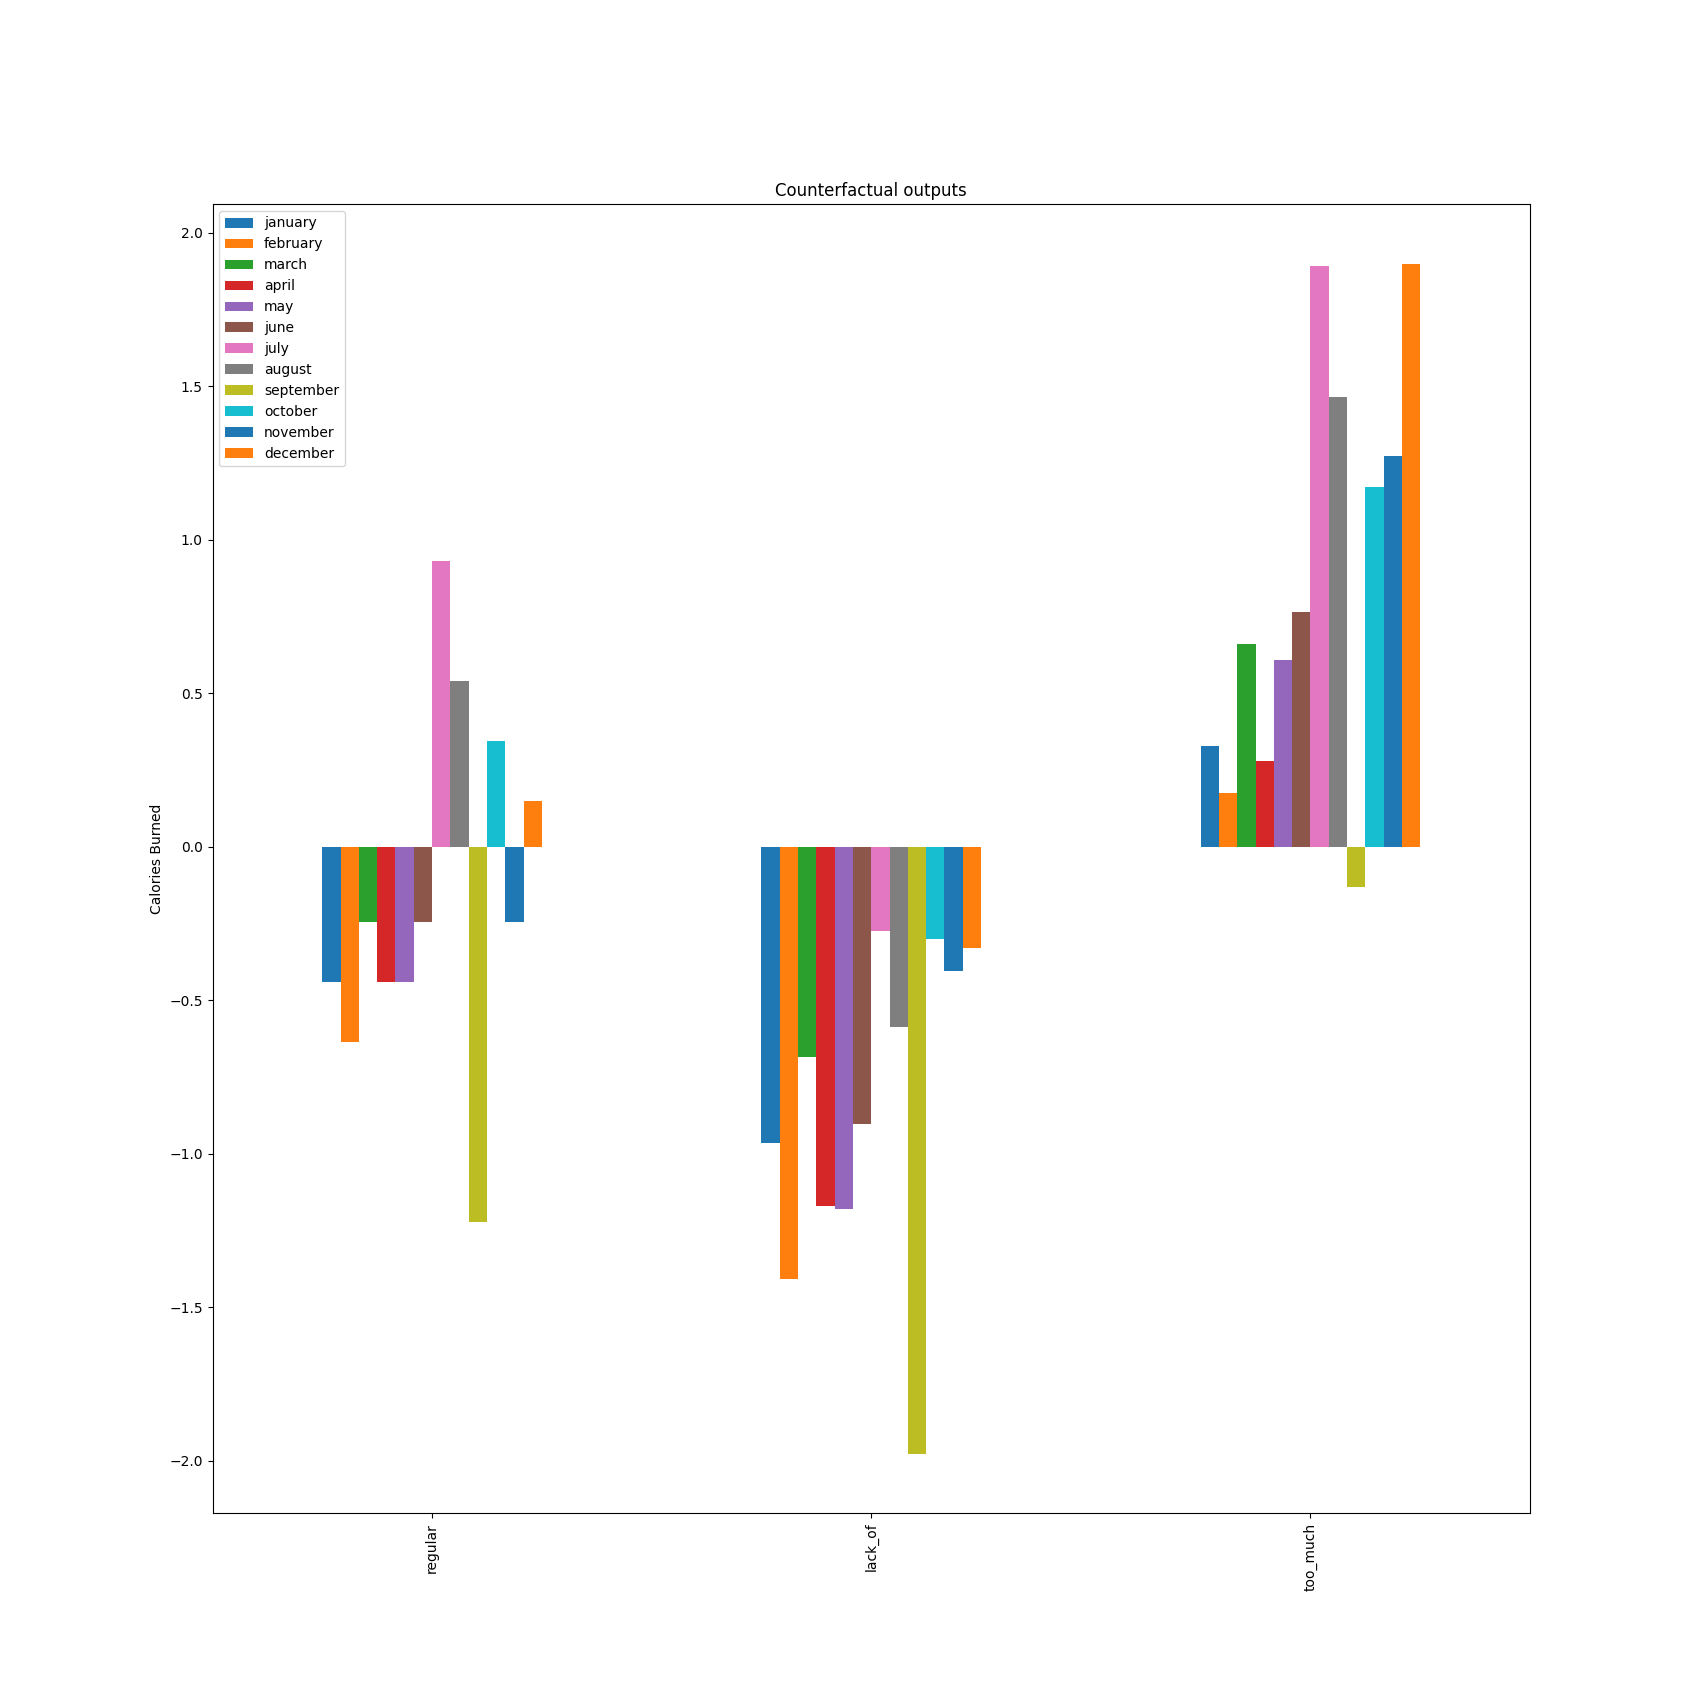 Counterfactual outputs
january
february
march
april
may
june
july
august
september
october
november
december
2.0
1.5
1.0
0.5
0.0
−0.5
−1.0
−1.5
−2.0
Calories Burned
regular
lack_of
too_much